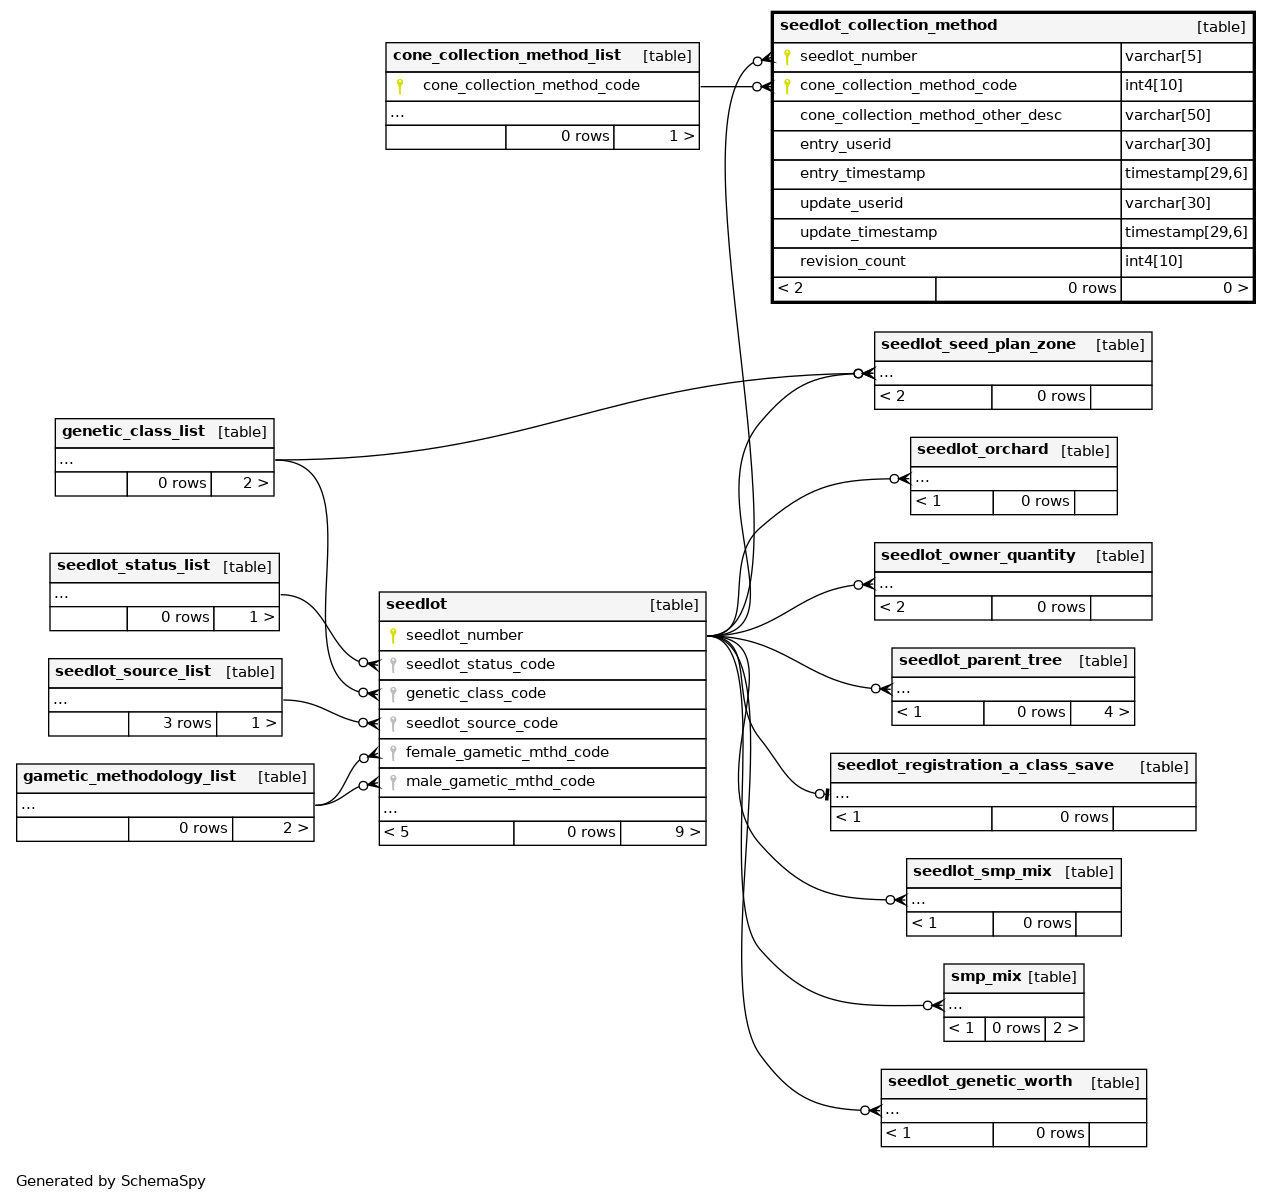 seedlot_collection_method [table]
seedlot_number varchar[5]
cone_collection_method_code int4[10]
cone_collection_method_other_desc varchar[50]
entry_userid varchar[30]
entry_timestamp timestamp[29,6]
update_userid varchar[30]
update_timestamp timestamp[29,6]
revision_count int4[10]
< 2 0 rows 0 >
cone_collection_method_list [table]
cone_collection_method_code
...
0 rows 1 >
seedlot_seed_plan_zone [table]
...
< 2 0 rows
genetic_class_list [table]
...
0 rows 2 >
seedlot_orchard [table]
...
< 1 0 rows
seedlot_status_list [table]
...
0 rows 1 >
seedlot_owner_quantity [table]
...
< 2 0 rows
seedlot [table]
seedlot_number
seedlot_status_code
genetic_class_code
seedlot_source_code
female_gametic_mthd_code
male_gametic_mthd_code
...
< 5 0 rows 9 >
seedlot_source_list [table]
...
3 rows 1 >
gametic_methodology_list [table]
...
0 rows 2 >
seedlot_parent_tree [table]
...
< 1 0 rows 4 >
seedlot_registration_a_class_save [table]
...
< 1 0 rows
seedlot_smp_mix [table]
...
< 1 0 rows
smp_mix [table]
...
< 1 0 rows 2 >
seedlot_genetic_worth [table]
...
< 1 0 rows
Generated by SchemaSpy